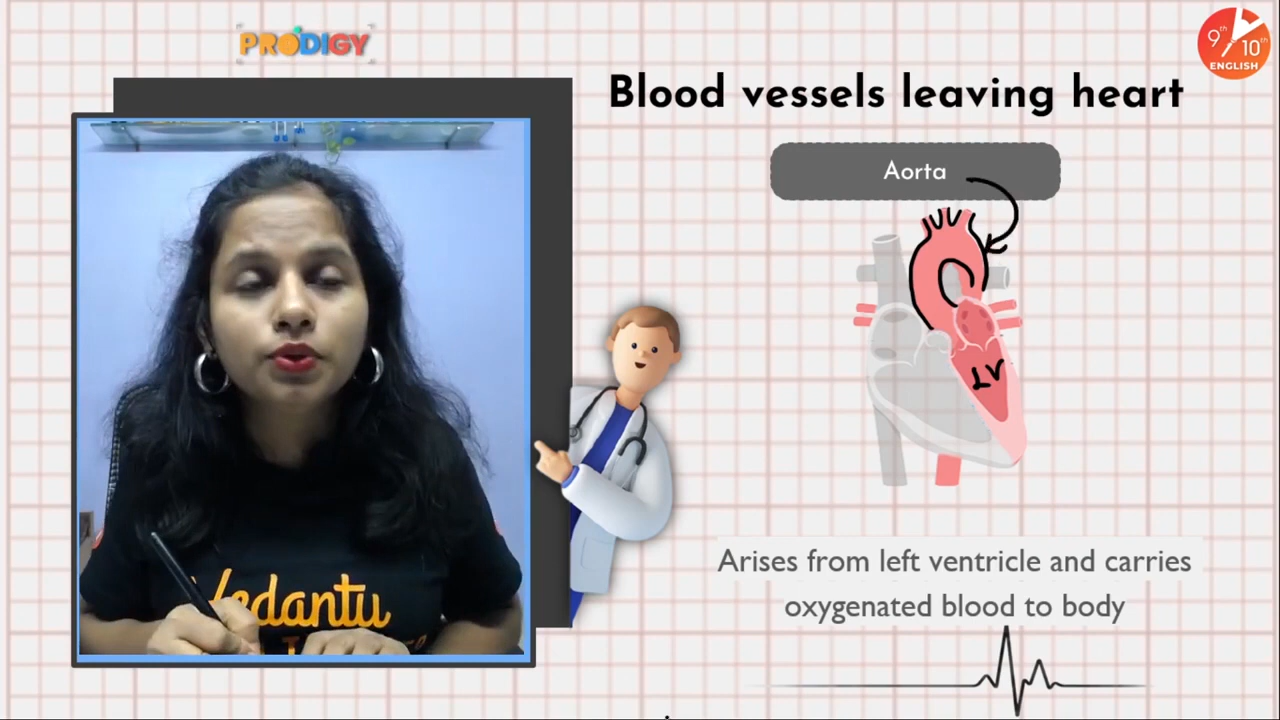 PRODIGY
9th 10th
ENGLISH
Blood vessels leaving heart
Aorta
LV
Arises from left ventricle and carries
oxygenated blood to body
Vedantu